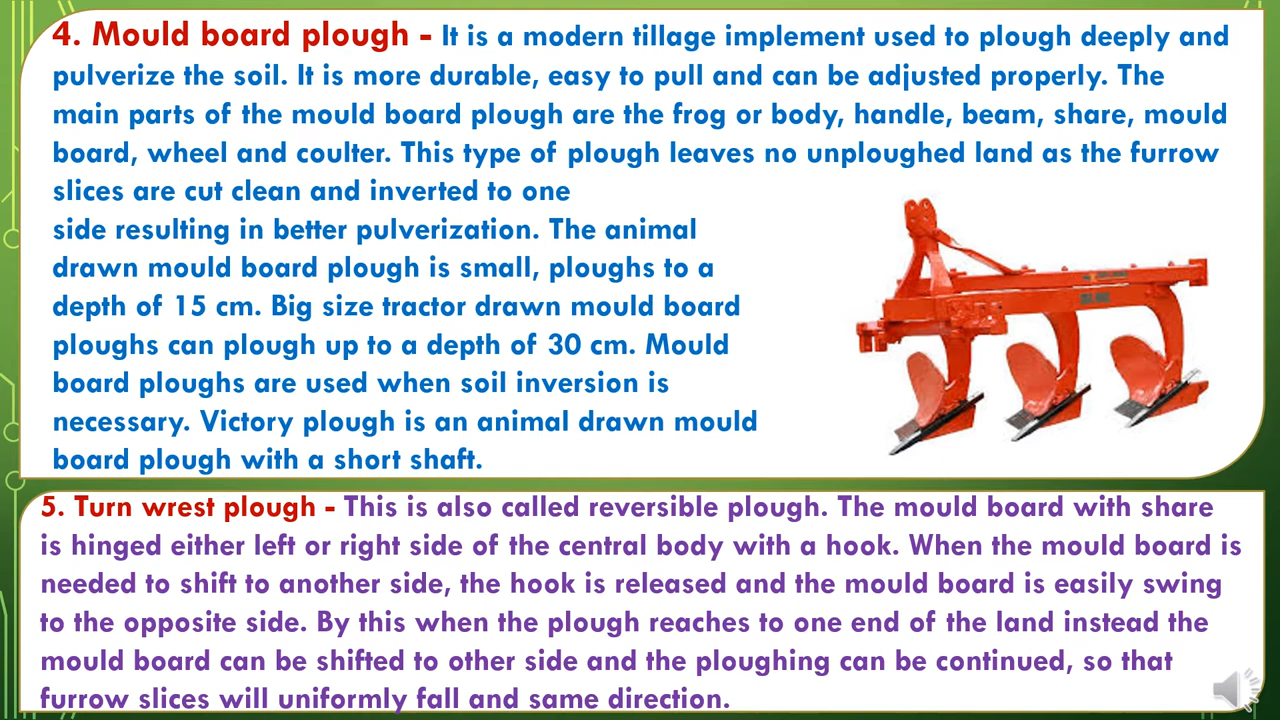 4. Mould board plough - It is a modern tillage implement used to plough deeply and
pulverize the soil. It is more durable, easy to pull and can be adjusted properly. The
main parts of the mould board plough are the frog or body, handle, beam, share, mould
board, wheel and coulter. This type of plough leaves no unploughed land as the furrow
slices are cut clean and inverted to one
side resulting in better pulverization. The animal
drawn mould board plough is small, ploughs to a
depth of 15 cm. Big size tractor drawn mould board
ploughs can plough up to a depth of 30 cm. Mould
board ploughs are used when soil inversion is
necessary. Victory plough is an animal drawn mould
board plough with a short shaft.
5. Turn wrest plough - This is also called reversible plough. The mould board with share
is hinged either left or right side of the central body with a hook. When the mould board is
needed to shift to another side, the hook is released and the mould board is easily swing
to the opposite side. By this when the plough reaches to one end of the land instead the
mould board can be shifted to other side and the ploughing can be continued, so that
furrow slices will uniformly fall and same direction.